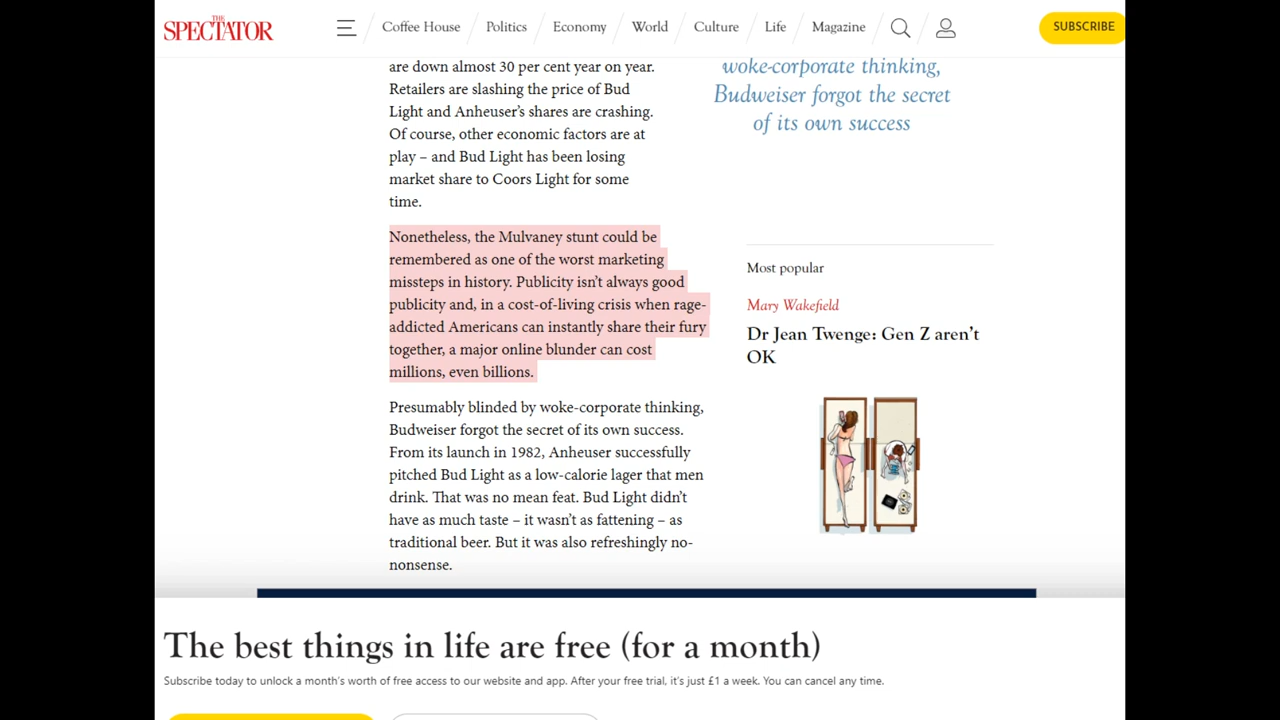 THE
SPECTATOR
Coffee House
Politics
Economy
World
Culture
Life
Magazine
SUBSCRIBE
are down almost 30 per cent year on year.
Retailers are slashing the price of Bud
Light and Anheuser’s shares are crashing.
Of course, other economic factors are at
play – and Bud Light has been losing
market share to Coors Light for some
time.
Nonetheless, the Mulvaney stunt could be
remembered as one of the worst marketing
missteps in history. Publicity isn’t always good
publicity and, in a cost-of-living crisis when rage-
addicted Americans can instantly share their fury
together, a major online blunder can cost
millions, even billions.
Presumably blinded by woke-corporate thinking,
Budweiser forgot the secret of its own success.
From its launch in 1982, Anheuser successfully
pitched Bud Light as a low-calorie lager that men
drink. That was no mean feat. Bud Light didn’t
have as much taste – it wasn’t as fattening – as
traditional beer. But it was also refreshingly no-
nonsense.
woke-corporate thinking,
Budweiser forgot the secret
of its own success
Most popular
Mary Wakefield
Dr Jean Twenge: Gen Z aren’t
OK
The best things in life are free (for a month)
Subscribe today to unlock a month’s worth of free access to our website and app. After your free trial, it’s just £1 a week. You can cancel any time.